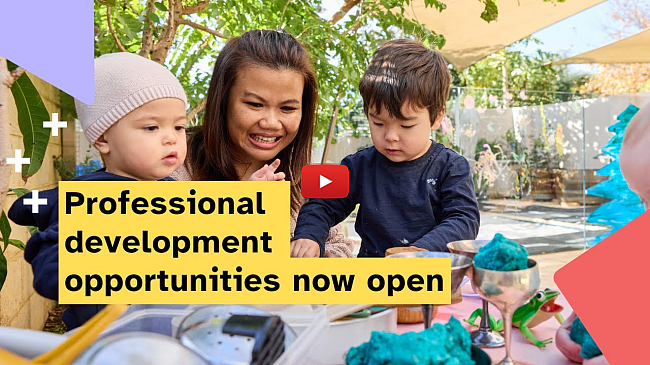 Professional
development
opportunities now open